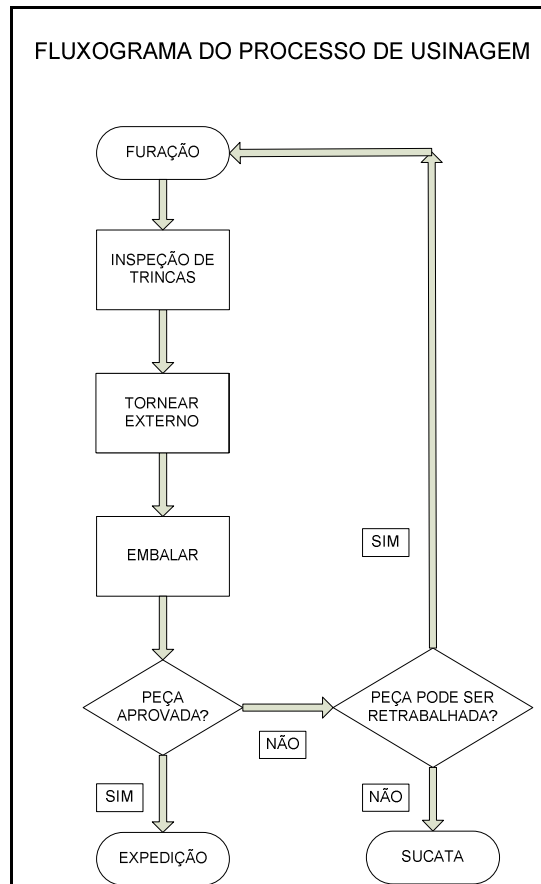 FLUXOGRAMA DO PROCESSO DE USINAGEM
FURAÇÃO
INSPEÇÃO DE
TRINCAS
TORNEAR
EXTERNO
EMBALAR
SIM
PEÇA
APROVADA?
PEÇA PODE SER
RETRABALHADA?
NÃO
SIM
NÃO
EXPEDIÇÃO
SUCATA